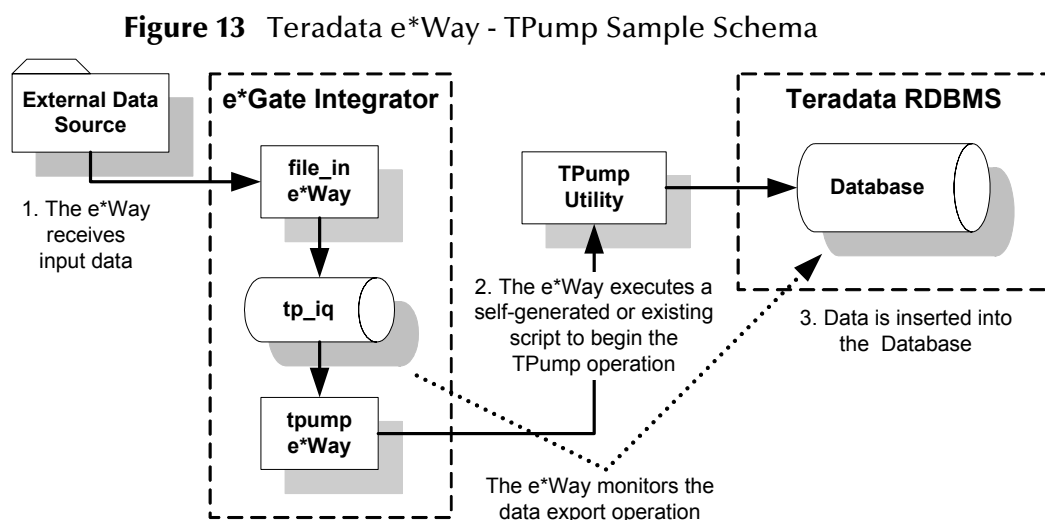 Figure 13 Teradata e*Way - TPump Sample Schema
External Data
Source
e*Gate Integrator
Teradata RDBMS
file_in
e*Way
TPump
Utility
Database
1. The e*Way
receives
input data
tp_iq
2. The e*Way executes a
self-generated or existing
script to begin the
TPump operation
3. Data is inserted into
the Database
tpump
e*Way
The e*Way monitors the
data export operation